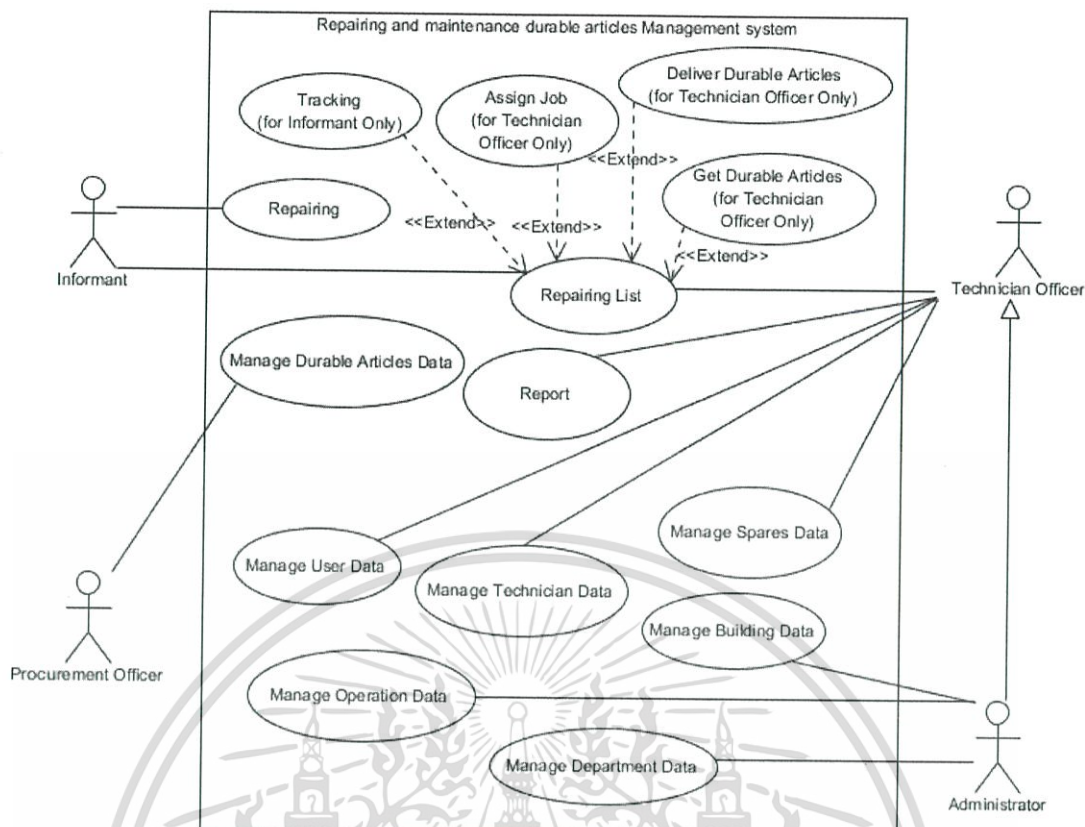 Repairing and maintenance durable articles Management system
Tracking
(for Informant Only)
Assign Job
(for Technician
Officer Only)
Deliver Durable Articles
(for Technician Officer Only)
<<Extend>>
Get Durable Articles
(for Technician
Officer Only)
Repairing
<<Extend>>
<<Extend>>
<<Extend>>
Informant
Repairing List
Technician Officer
Manage Durable Articles Data
Report
Manage Spares Data
Manage User Data
Manage Technician Data
Manage Building Data
Procurement Officer
Manage Operation Data
Manage Department Data
Administrator